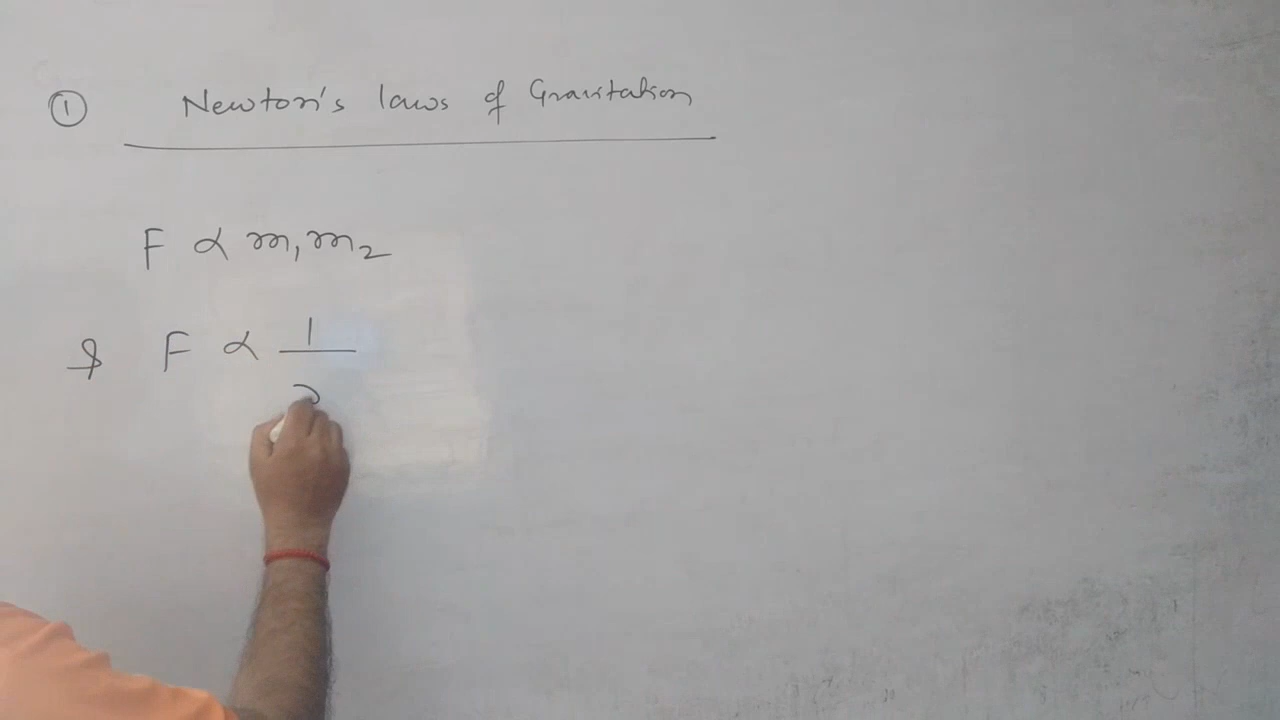 ① Newton's laws of Gravitation
F ∝ m₁m₂
& F ∝ 1/